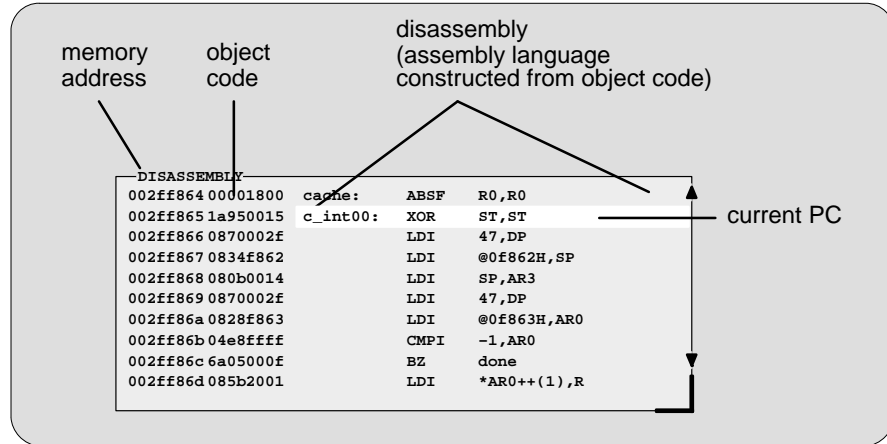 memory address
object code
disassembly
(assembly language
constructed from object code)
DISASSEMBLY
002ff864 00001800 cache: ABSF R0,R0
002ff865 1a950015 c_int00: XOR ST,ST
current PC
002ff866 0870002f LDI 47,DP
002ff867 0834f862 LDI @0f862H,SP
002ff868 080b0014 LDI SP,AR3
002ff869 0870002f LDI 47,DP
002ff86a 0828f863 LDI @0f863H,AR0
002ff86b 04e8ffff CMPI −1,AR0
002ff86c 6a05000f BZ done
002ff86d 085b2001 LDI *AR0++(1),R